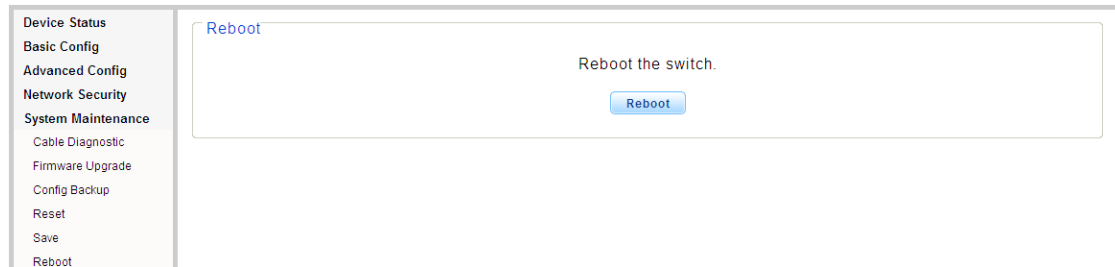 Device Status
Basic Config
Advanced Config
Network Security
System Maintenance
Cable Diagnostic
Firmware Upgrade
Config Backup
Reset
Save
Reboot
Reboot
Reboot the switch.
Reboot